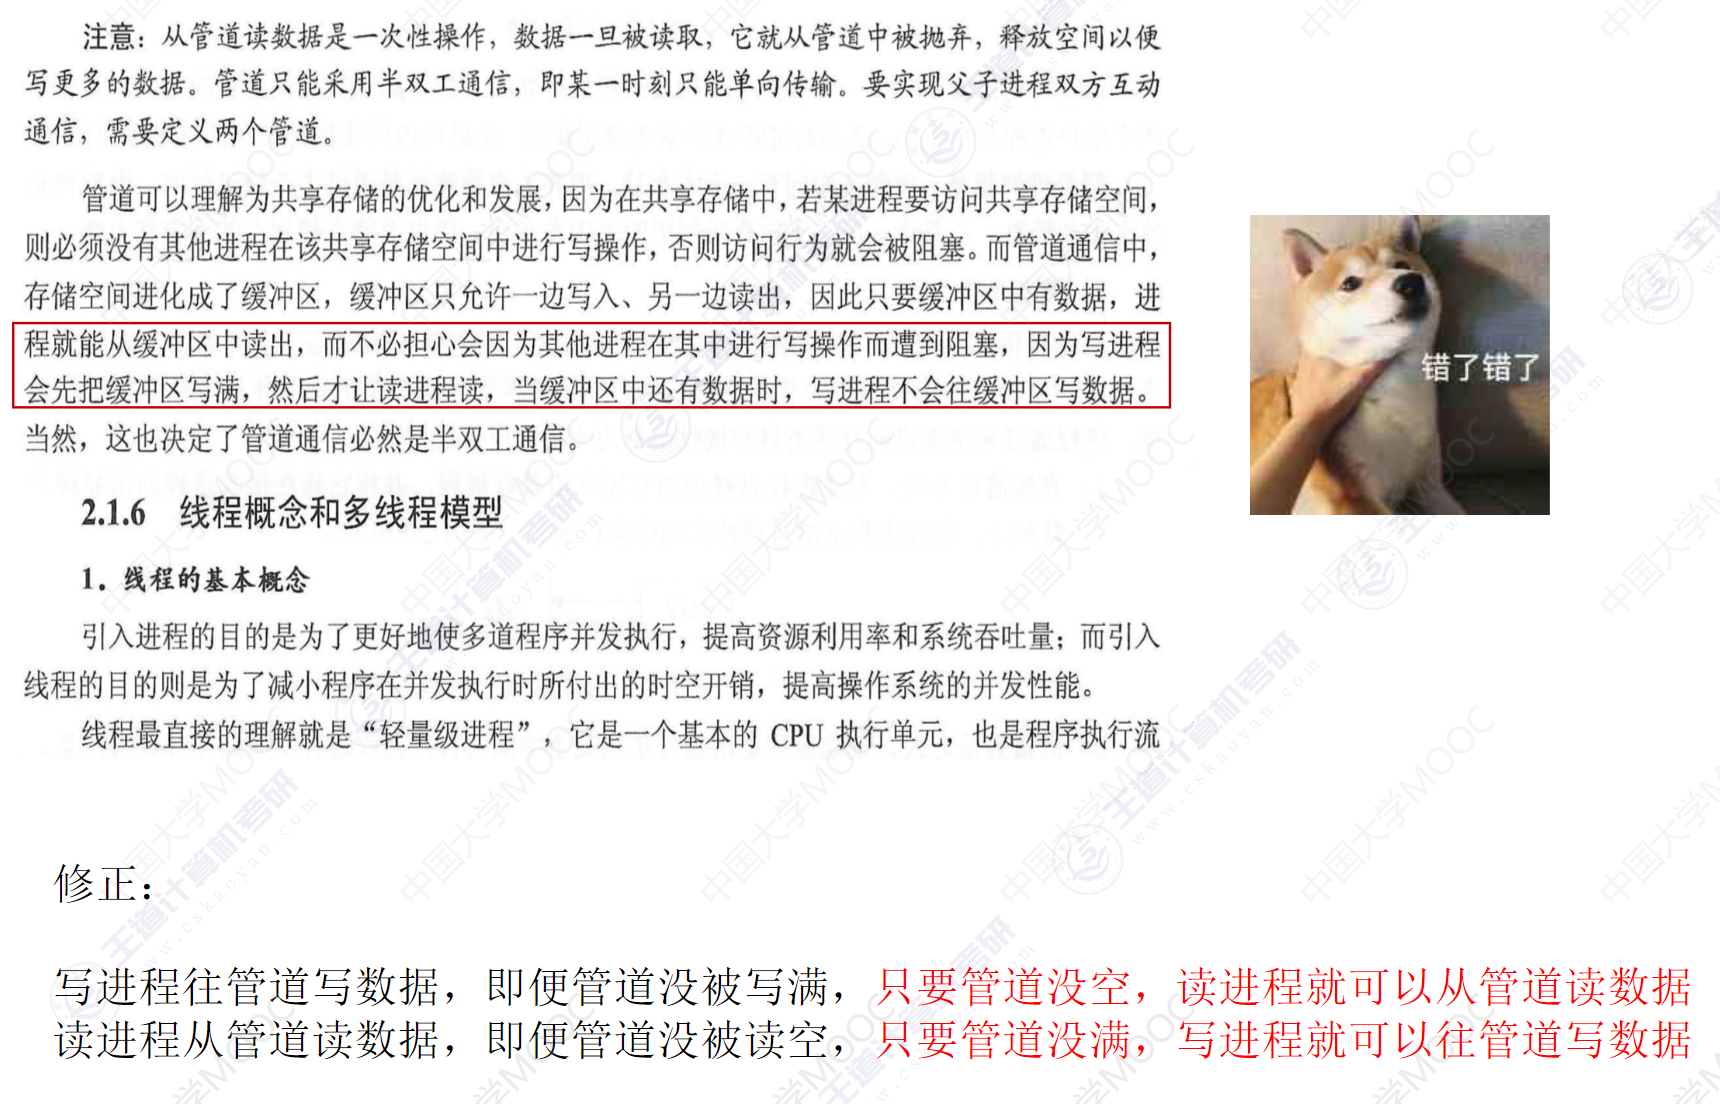 注意：从管道读数据是一次性操作，数据一旦被读取，它就从管道中被抛弃，释放空间以便
写更多的数据。管道只能采用半双工通信，即某一时刻只能单向传输。要实现父子进程双方互动
通信，需要定义两个管道。
管道可以理解为共享存储的优化和发展，因为在共享存储中，若某进程要访问共享存储空间，
则必须没有其他进程在该共享存储空间中进行写操作，否则访问行为就会被阻塞。而管道通信中，
存储空间进化成了缓冲区，缓冲区只允许一边写入、另一边读出，因此只要缓冲区中有数据，进
程就能从缓冲区中读出，而不必担心会因为其他进程在其中进行写操作而遭到阻塞，因为写进程
会先把缓冲区写满，然后才让读进程读，当缓冲区中还有数据时，写进程不会往缓冲区写数据。
当然，这也决定了管道通信必然是半双工通信。
错了错了
2.1.6 线程概念和多线程模型
1．线程的基本概念
引入进程的目的是为了更好地使多道程序并发执行，提高资源利用率和系统吞吐量；而引入
线程的目的则是为了减小程序在并发执行时所付出的时空开销，提高操作系统的并发性能。
线程最直接的理解就是“轻量级进程”，它是一个基本的 CPU 执行单元，也是程序执行流
修正：
写进程往管道写数据，即便管道没被写满，只要管道没空，读进程就可以从管道读数据
读进程从管道读数据，即便管道没被读空，只要管道没满，写进程就可以往管道写数据
中国大学MOOC
王道计算机考研
www.cskaoyan.com